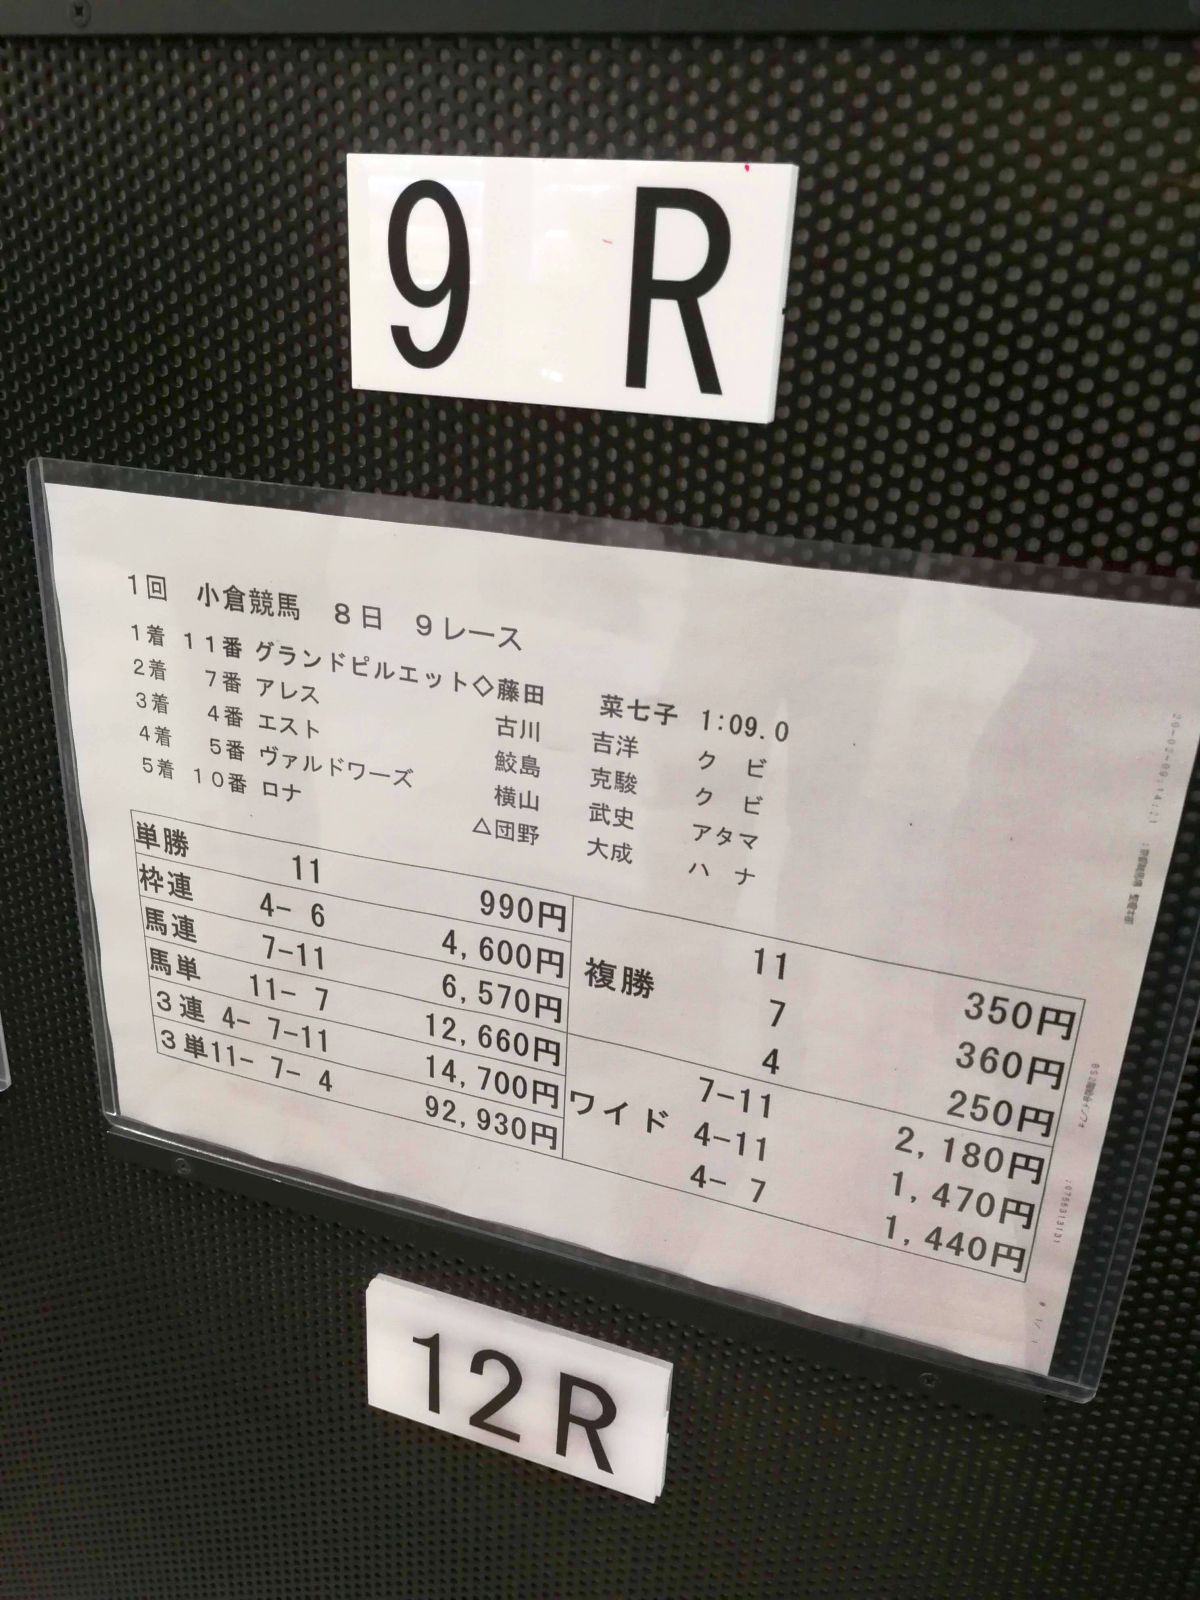 9 R
1回 小倉競馬 8日 9レース
1着 11番 グランドピルエット◇藤田 菜七子 1:09.0
2着 7番 アレス 古川 吉洋 クビ
3着 4番 エスト 鮫島 克駿 クビ
4着 5番 ヴァルドワーズ 横山 武史 アタマ
5着 10番 ロナ △団野 大成 ハナ
単勝 11 990円
枠連 4- 6 4,600円
馬連 7-11 6,570円
馬単 11- 7 12,660円
3連 4- 7-11 14,700円
3単11- 7- 4 92,930円
複勝 11 350円
7 360円
4 250円
ワイド 7-11 2,180円
4-11 1,470円
4- 7 1,440円
12R